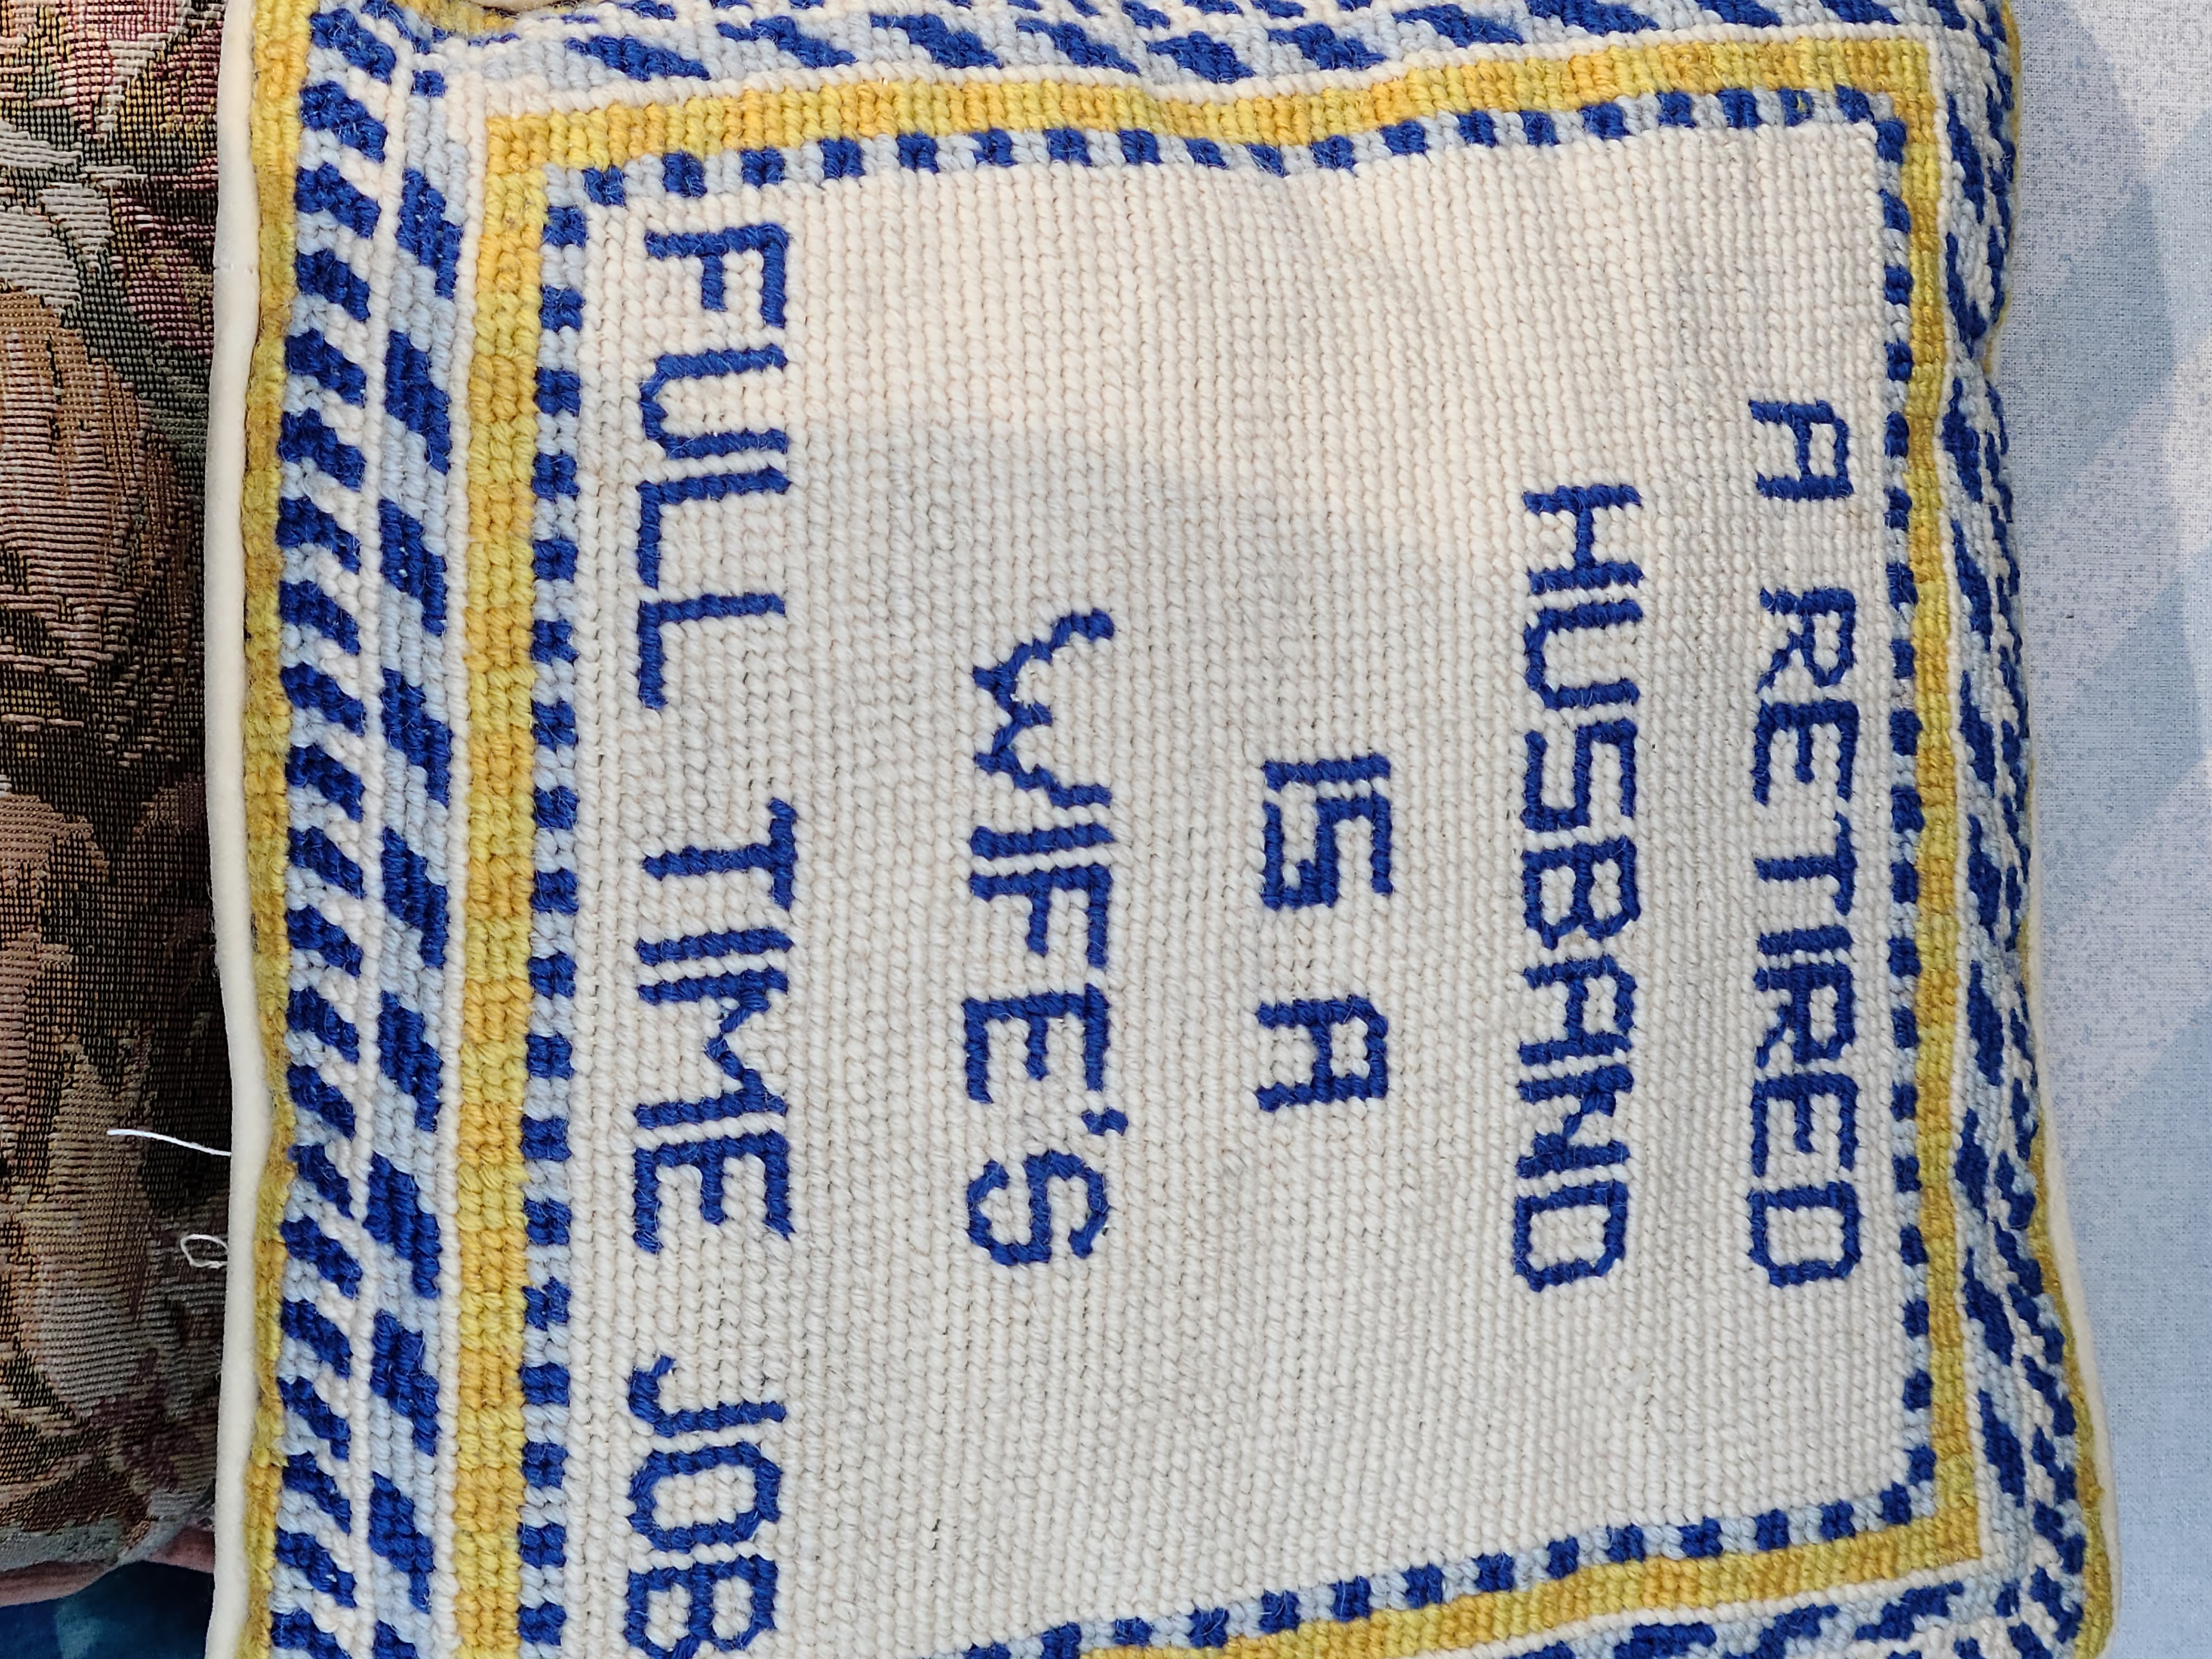 A RETIRED
HUSBAND
IS A
WIFE'S
FULL TIME JOB